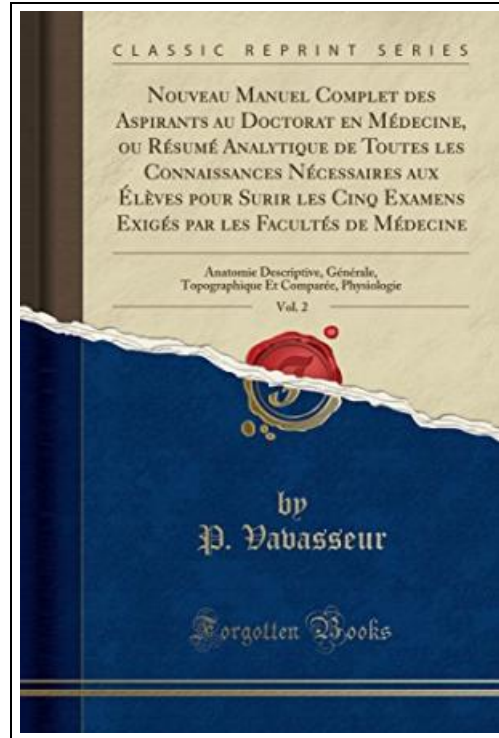 CLASSIC REPRINT SERIES
NOUVEAU MANUEL COMPLET DES
ASPIRANTS AU DOCTORAT EN MÉDECINE,
OU RÉSUMÉ ANALYTIQUE DE TOUTES LES
CONNAISSANCES NÉCESSAIRES AUX
ÉLÈVES POUR SURIR LES CINQ EXAMENS
EXIGÉS PAR LES FACULTÉS DE MÉDECINE
Anatomie Descriptive, Générale,
Topographique Et Comparée, Physiologie
Vol. 2
by
P. Vavasseur
Forgotten Books